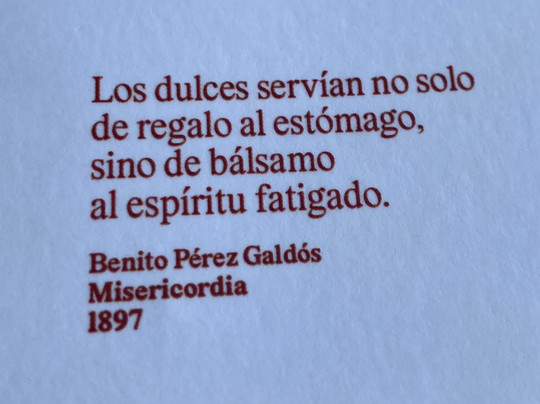 Los dulces servían no solo
de regalo al estómago,
sino de bálsamo
al espíritu fatigado.
Benito Pérez Galdós
Misericordia
1897